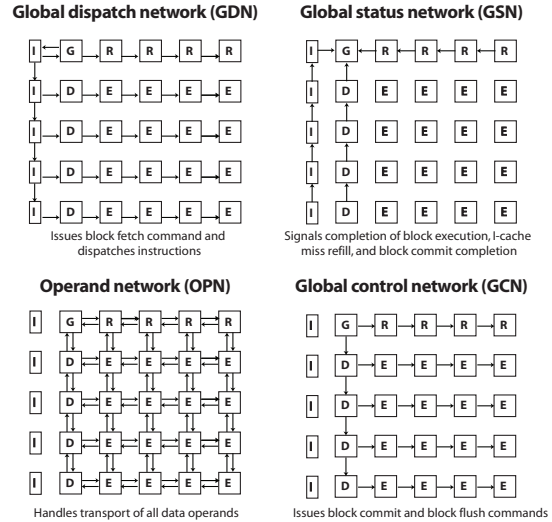 Global dispatch network (GDN)
I G R R R R
I D E E E E
I D E E E E
I D E E E E
I D E E E E
Issues block fetch command and
dispatches instructions
Global status network (GSN)
I G R R R R
I D E E E E
I D E E E E
I D E E E E
I D E E E E
Signals completion of block execution, I-cache
miss refill, and block commit completion
Operand network (OPN)
I G R R R R
I D E E E E
I D E E E E
I D E E E E
I D E E E E
Handles transport of all data operands
Global control network (GCN)
I G R R R R
I D E E E E
I D E E E E
I D E E E E
I D E E E E
Issues block commit and block flush commands